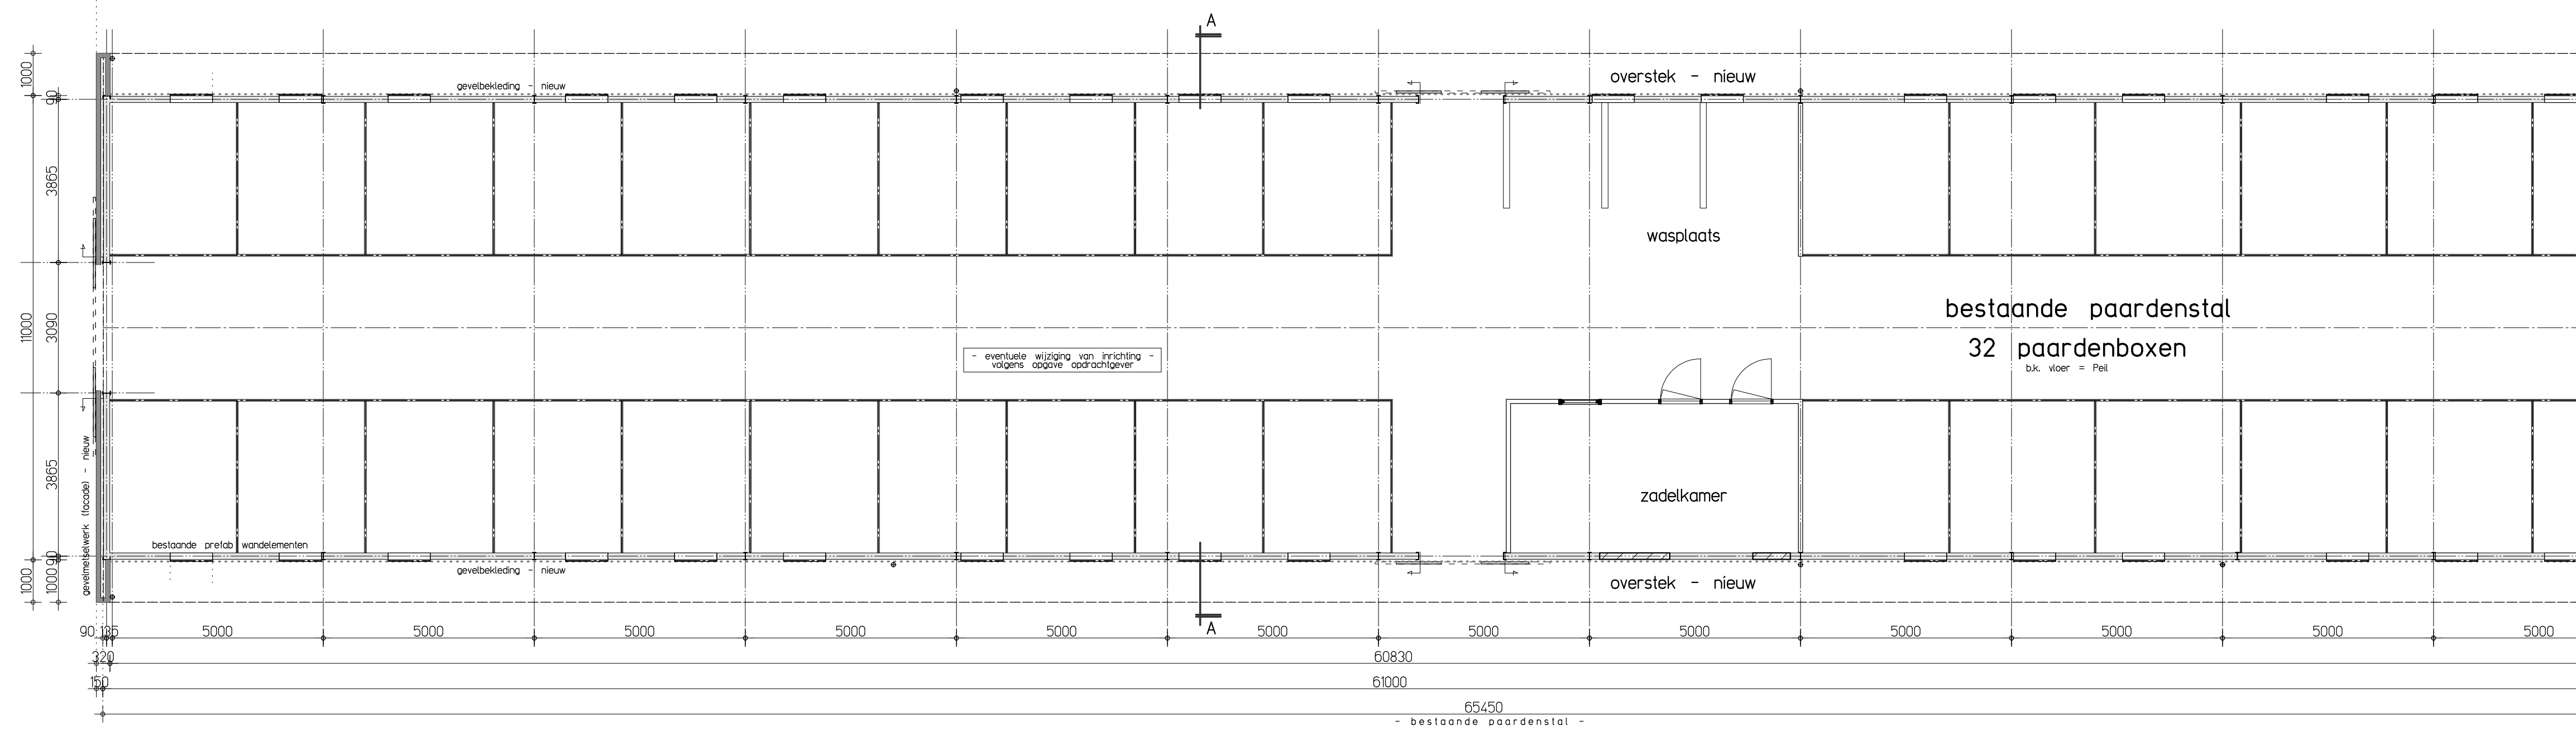 A
overstek - nieuw
gevelbekleding - nieuw
1000
90
3865
wasplaats
bestaande paardenstal
11000
3090
32 paardenboxen
- eventuele wijziging van inrichting -
volgens opgave opdrachtgever
b.k. vloer = Peil
3865
gevelmetselwerk (facade) - nieuw
zadelkamer
bestaande prefab wandelementen
90
gevelbekleding - nieuw
1000
1000
overstek - nieuw
A
90 135 5000 5000 5000 5000 5000 5000 5000 5000 5000 5000 5000 5000
320 60830
150 61000
65450
- bestaande paardenstal -